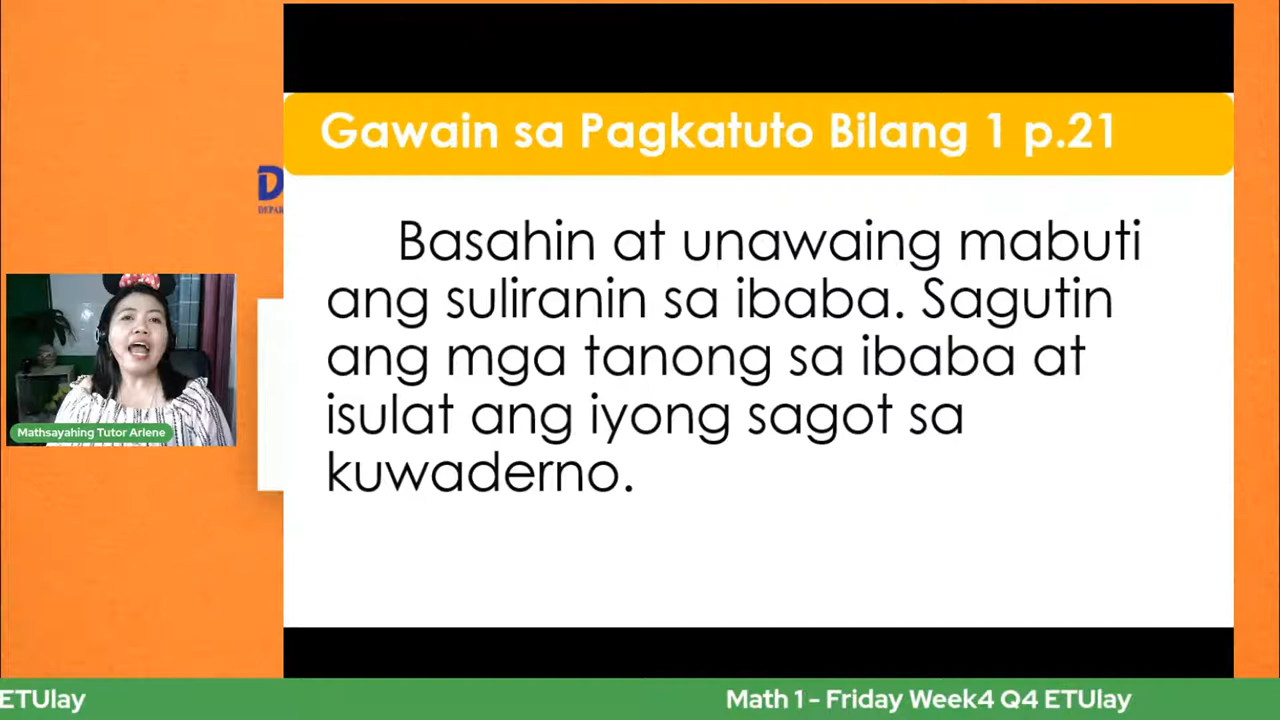 Gawain sa Pagkatuto Bilang 1 p.21
Basahin at unawaing mabuti
ang suliranin sa ibaba. Sagutin
ang mga tanong sa ibaba at
isulat ang iyong sagot sa
kuwaderno.
Mathsayahing Tutor Arlene
ETUlay
Math 1 - Friday Week4 Q4 ETUlay